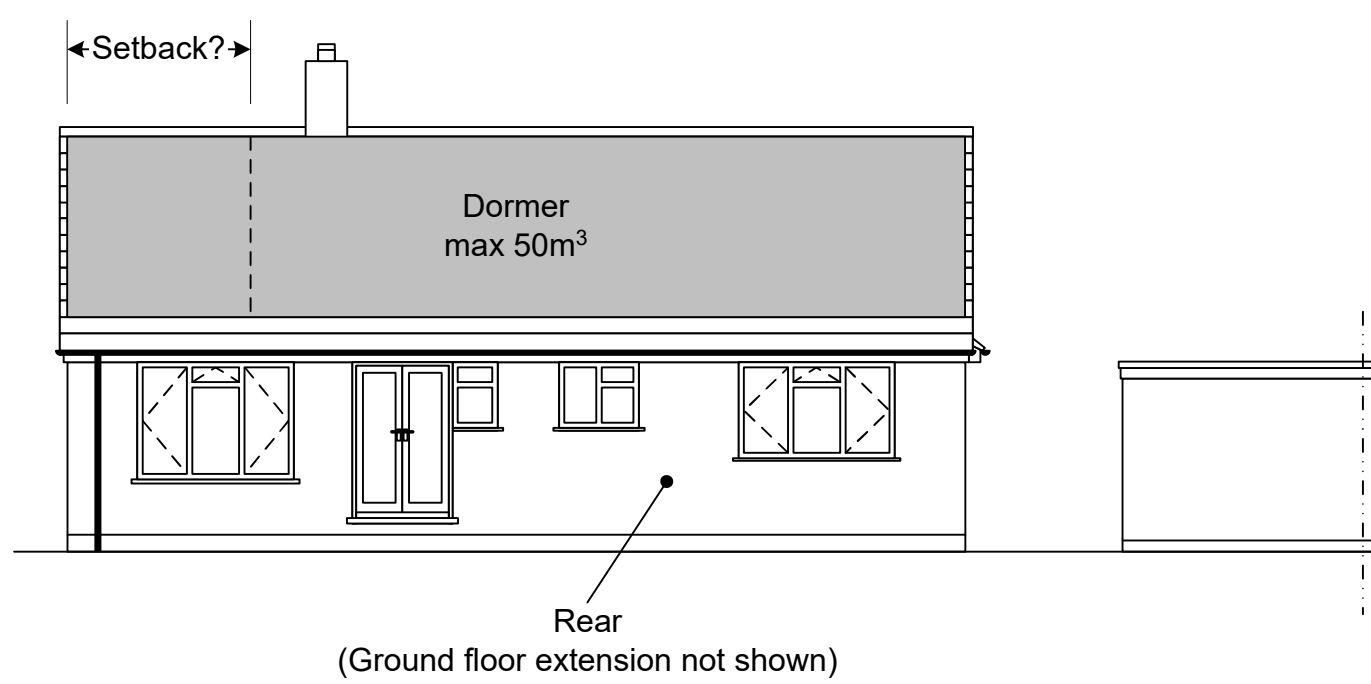 Setback?
Dormer
max 50m³
Rear
(Ground floor extension not shown)